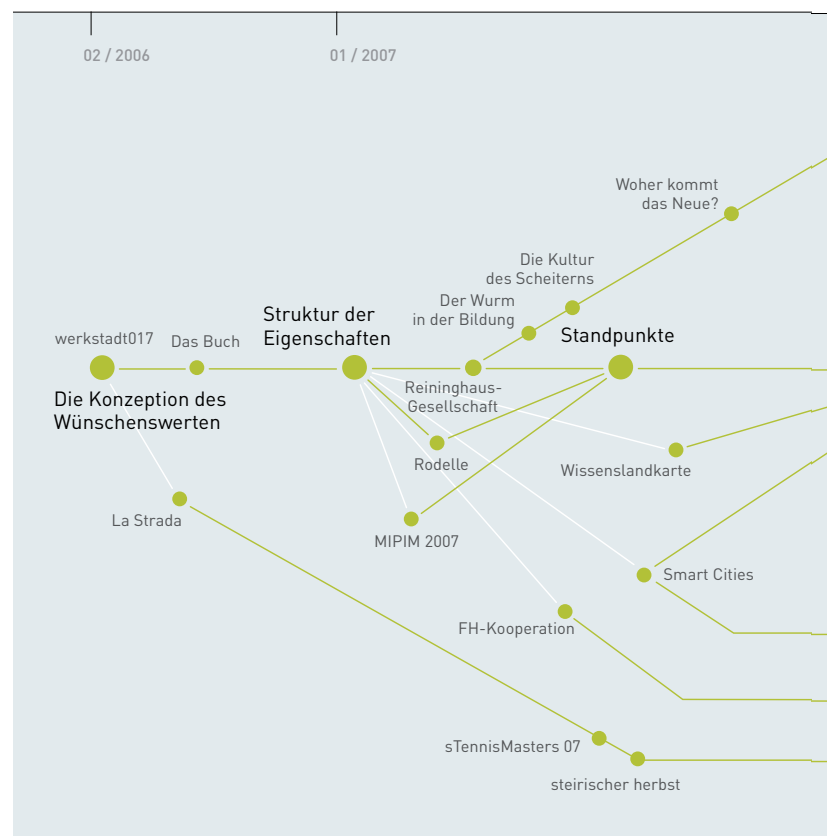 02 / 2006
01 / 2007
Woher kommt
das Neue?
Die Kultur
des Scheiterns
Der Wurm
in der Bildung
Struktur der
Eigenschaften
Standpunkte
werkstadt017
Das Buch
Die Konzeption des
Wünschenswerten
Reininghaus-
Gesellschaft
Rodelle
Wissenslandkarte
La Strada
MIPIM 2007
Smart Cities
FH-Kooperation
sTennisMasters 07
steirischer herbst